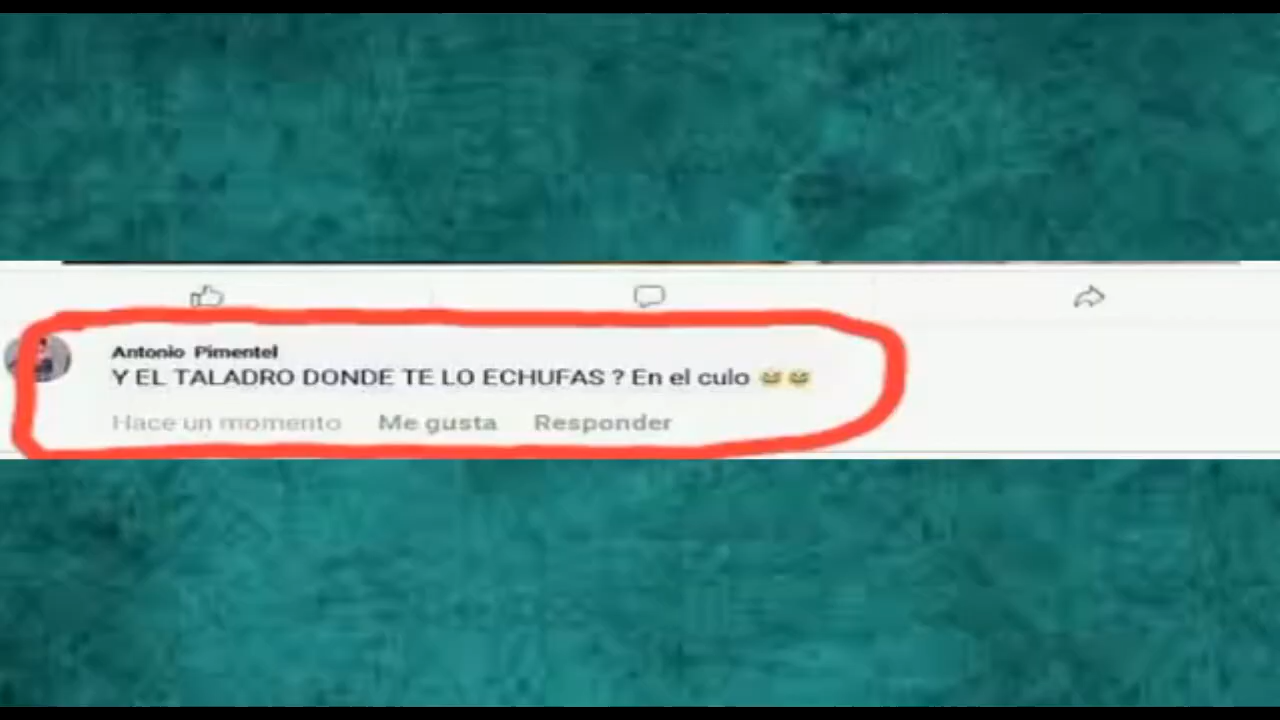 Antonio Pimentel
Y EL TALADRO DONDE TE LO ECHUFAS ? En el culo 😆😆
Hace un momento Me gusta Responder